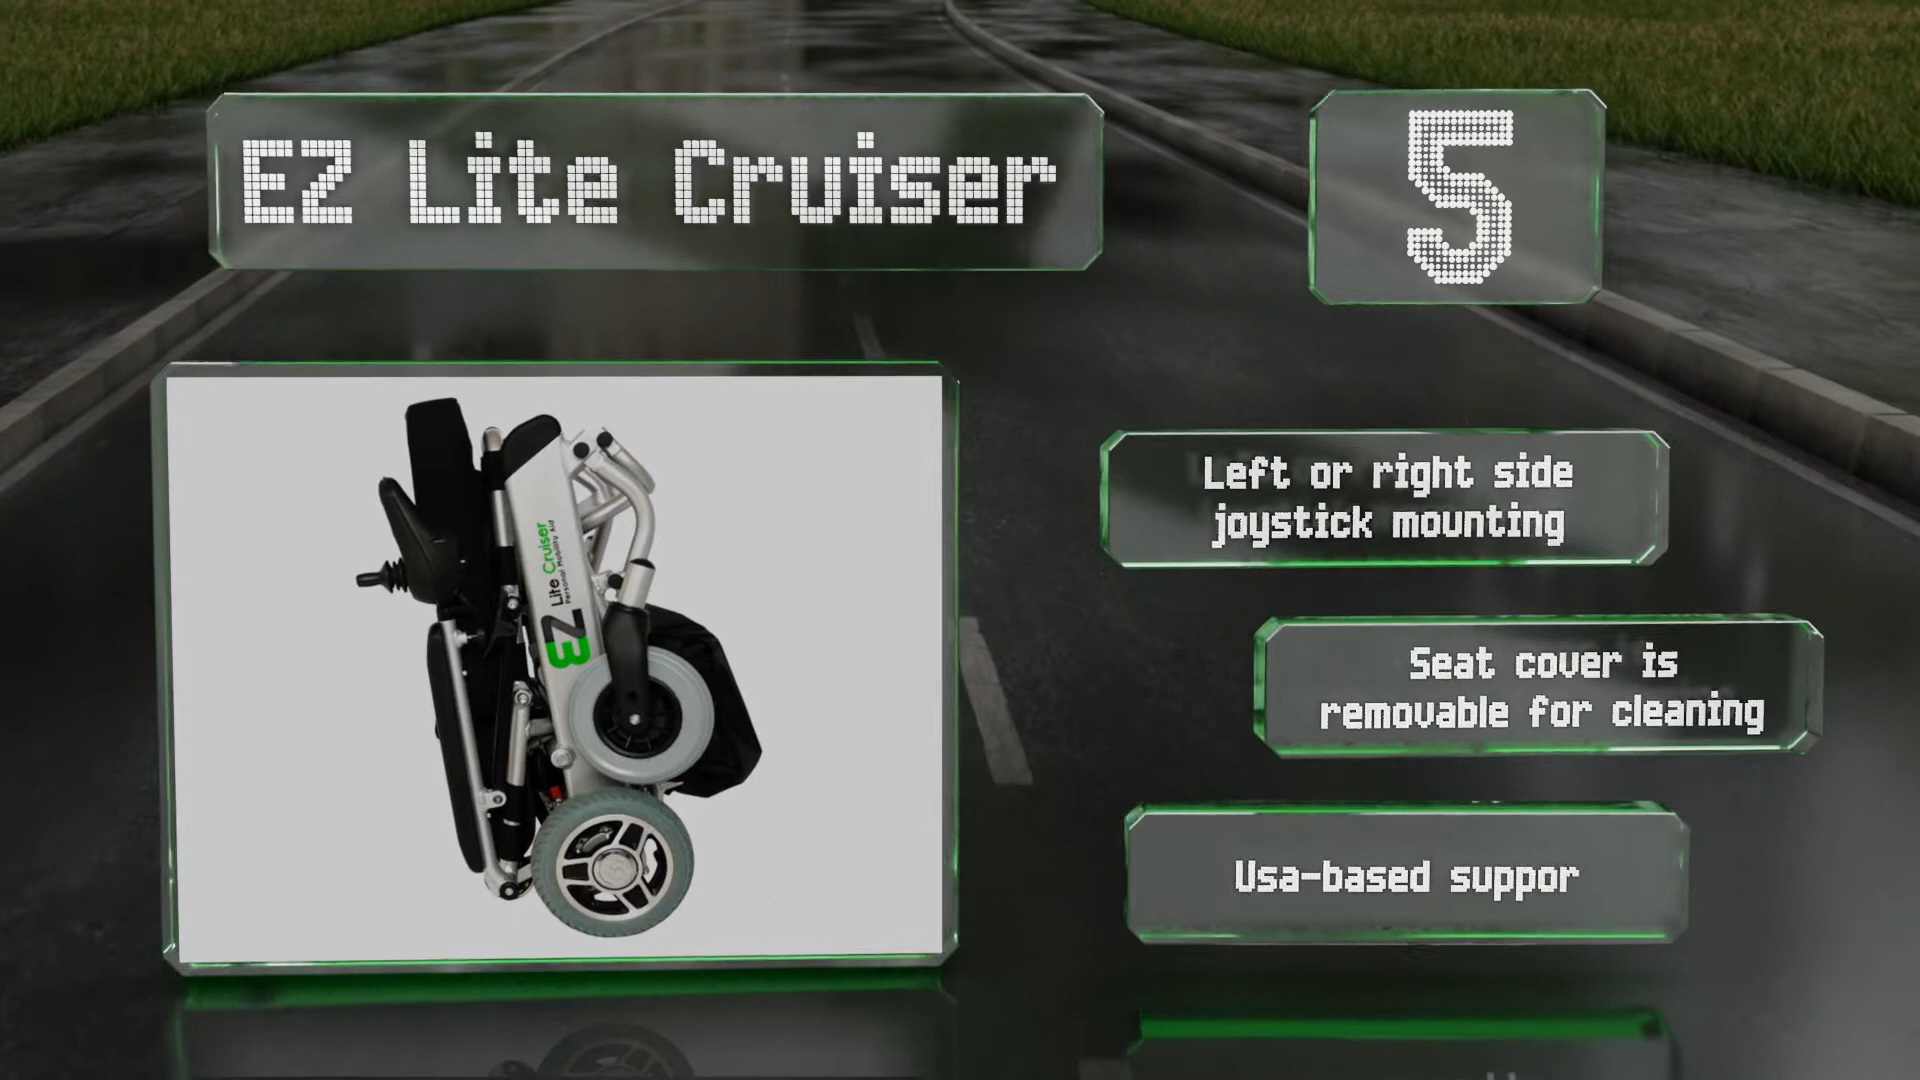 EZ Lite Cruiser
5
Left or right side
joystick mounting
Seat cover is
removable for cleaning
Usa-based suppor
EZ Lite Cruiser
Personal Mobility Aid